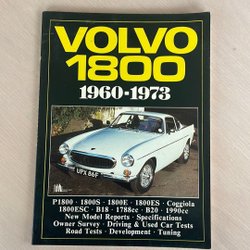 VOLVO
1800
1960-1973
UPX 86F
P1800 · 1800S · 1800E · 1800ES · Coggiola
1800ESC · B18 · 1788cc · B20 · 1990cc
New Model Reports · Specifications
Owner Survey · Driving & Used Car Tests
Road Tests · Development · Tuning